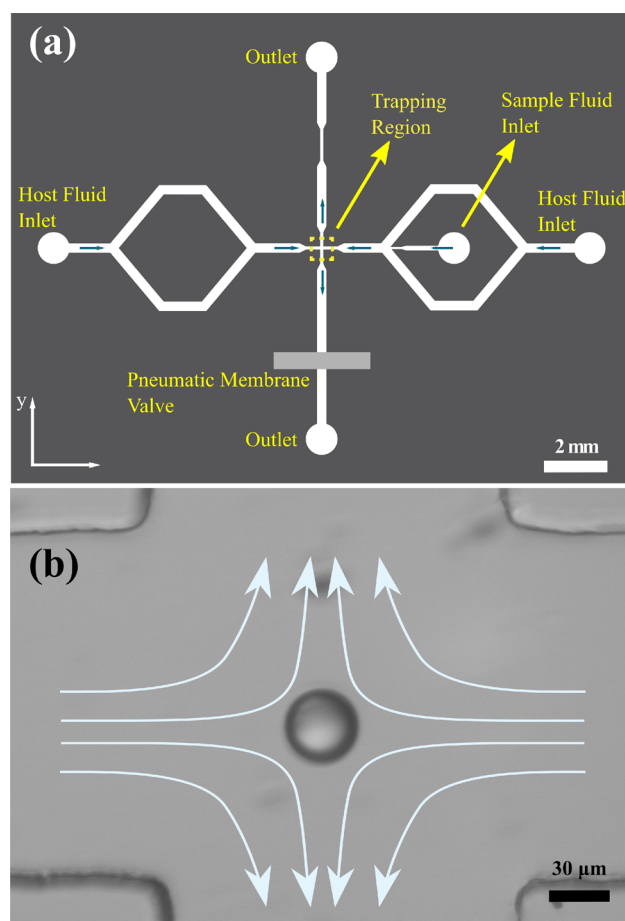 (a)
Outlet
Trapping
Region
Sample Fluid
Inlet
Host Fluid
Inlet
Host Fluid
Inlet
Pneumatic Membrane
Valve
y
Outlet
2 mm
(b)
30 µm